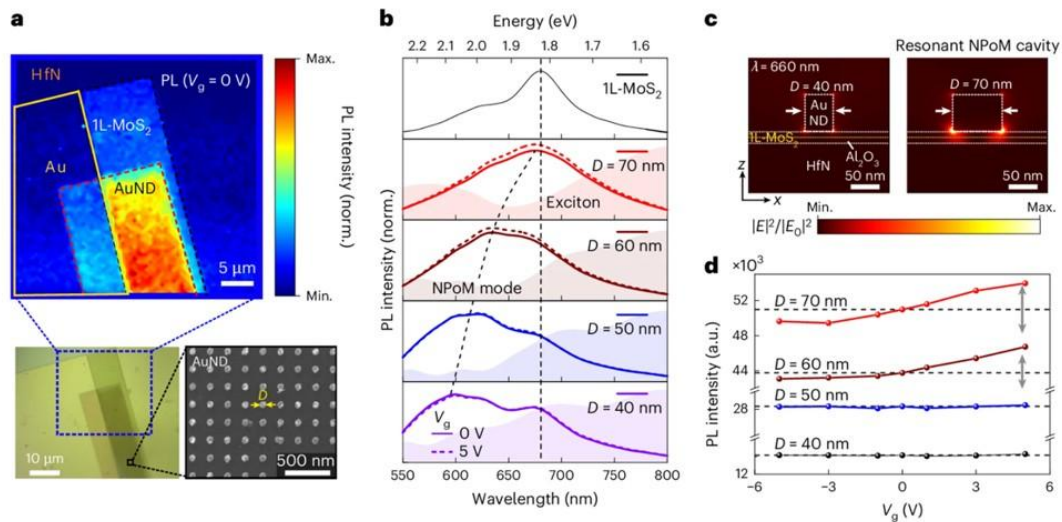 a
HfN
PL (Vg = 0 V)
1L-MoS₂
Au
AuND
5 μm
Max.
PL intensity (norm.)
Min.
10 μm
AuND
D
500 nm
b
Energy (eV)
2.2 2.1 2.0 1.9 1.8 1.7 1.6
1L-MoS₂
D = 70 nm
Exciton
D = 60 nm
NPoM mode
D = 50 nm
D = 40 nm
Vg
0 V
5 V
PL intensity (norm.)
550 600 650 700 750 800
Wavelength (nm)
c
Resonant NPoM cavity
λ = 660 nm
D = 40 nm
D = 70 nm
Au
ND
1L-MoS₂
Al₂O₃
HfN
z
x
50 nm
50 nm
Min.
Max.
|E|²/|E₀|²
d
×10³
D = 70 nm
D = 60 nm
D = 50 nm
D = 40 nm
PL intensity (a.u.)
51
48
44
28
12
−6 −3 0 3 6
Vg (V)